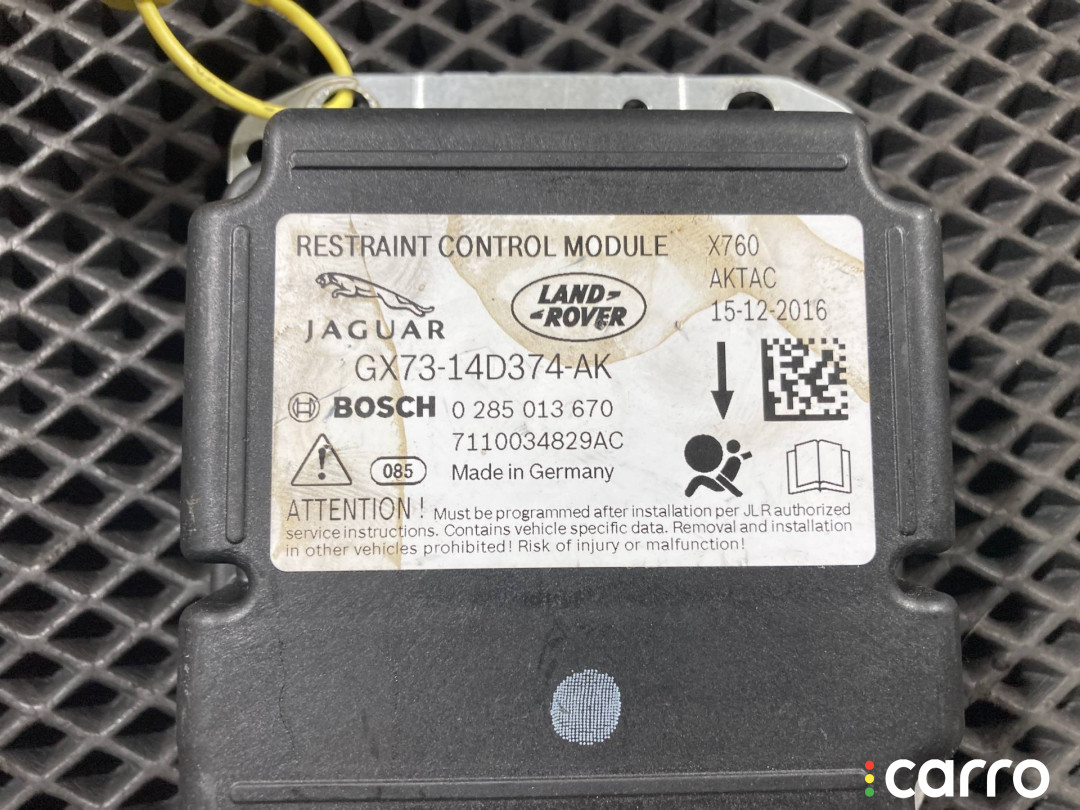 RESTRAINT CONTROL MODULE
X760
AKTAC
15-12-2016
JAGUAR
LAND-
-ROVER
GX73-14D374-AK
BOSCH 0 285 013 670
7110034829AC
085 Made in Germany
ATTENTION! Must be programmed after installation per JLR authorized
service instructions. Contains vehicle specific data. Removal and installation
in other vehicles prohibited! Risk of injury or malfunction!
carro